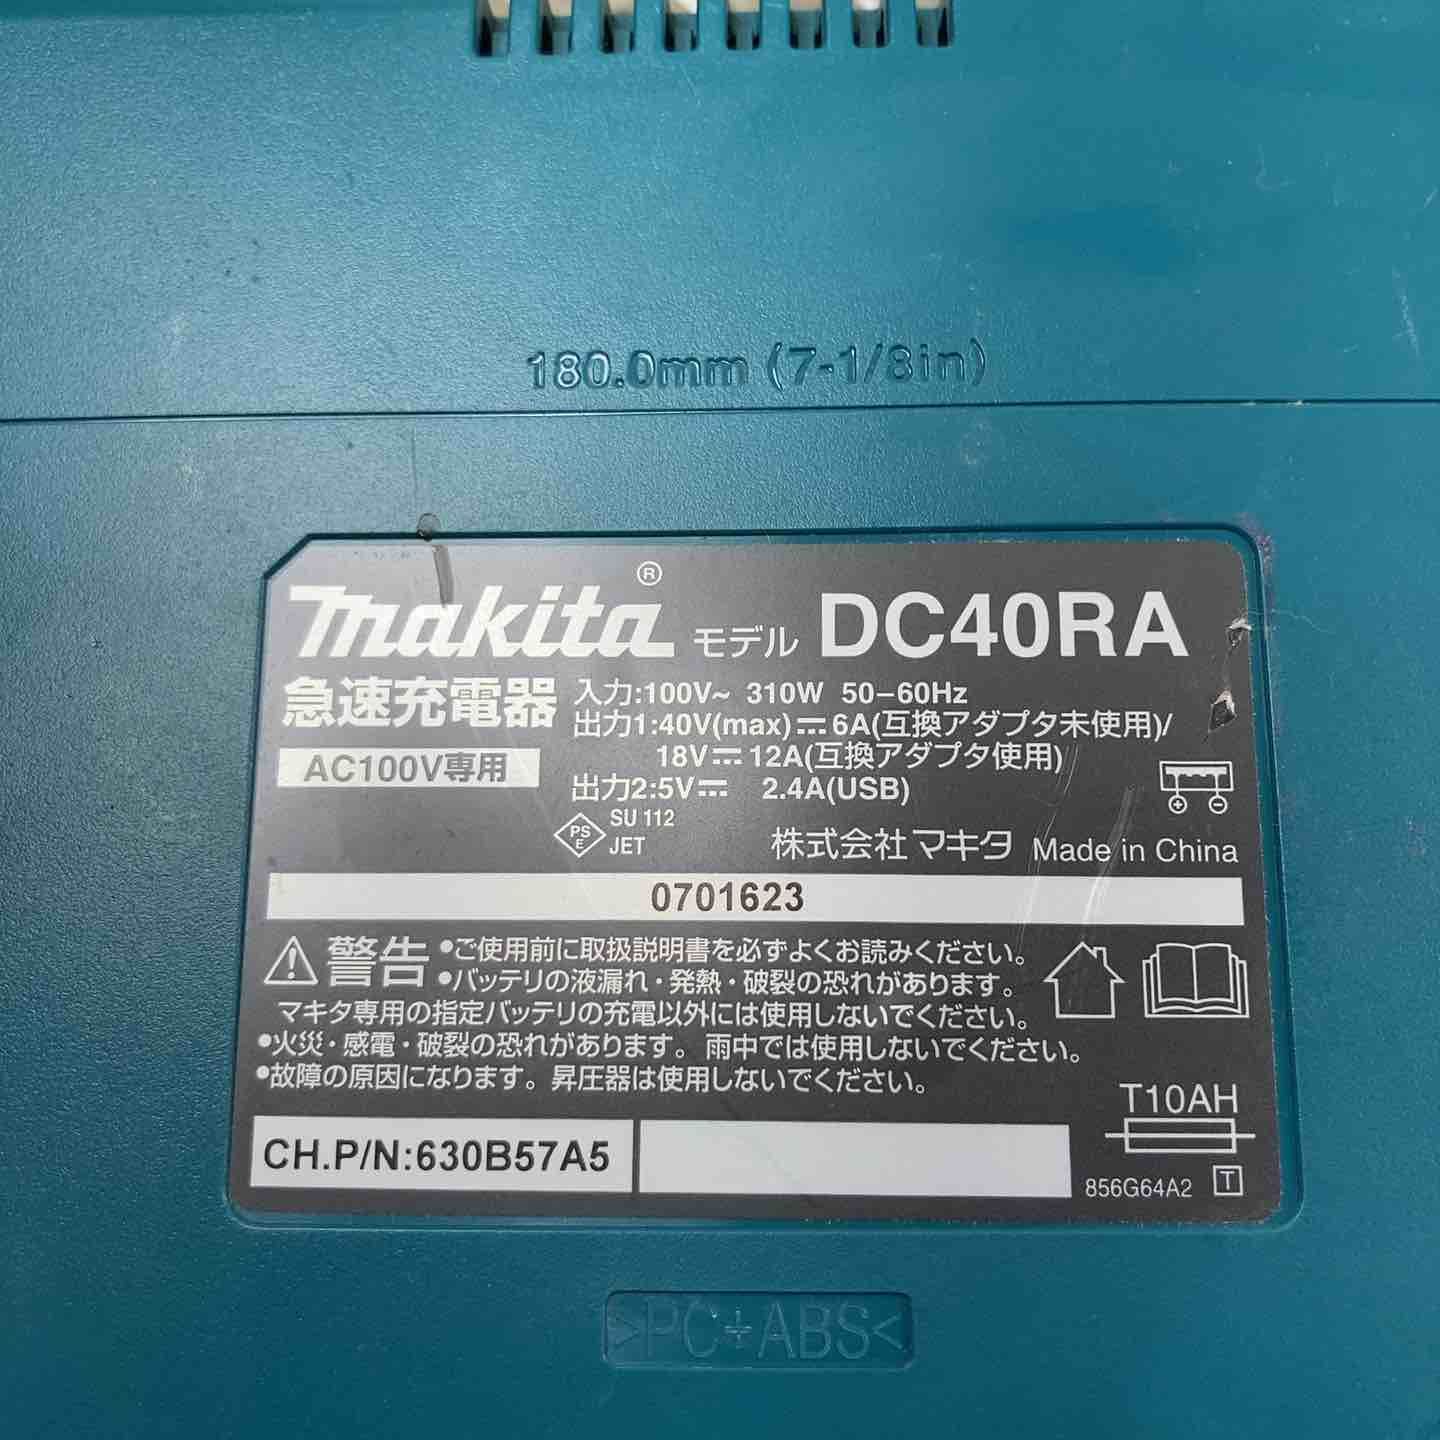 180.0mm (7-1/8in)
makita® モデル DC40RA
急速充電器 入力:100V~ 310W 50-60Hz
出力1:40V(max)⎓6A(互換アダプタ未使用)/
18V⎓12A(互換アダプタ使用)
AC100V専用
出力2:5V⎓ 2.4A(USB)
PS E SU 112
JET
株式会社マキタ Made in China
0701623
警告 •ご使用前に取扱説明書を必ずよくお読みください。
•バッテリの液漏れ・発熱・破裂の恐れがあります。
マキタ専用の指定バッテリの充電以外には使用しないでください。
•火災・感電・破裂の恐れがあります。雨中では使用しないでください。
•故障の原因になります。昇圧器は使用しないでください。
T10AH
CH.P/N:630B57A5
856G64A2 T
>PC+ABS<